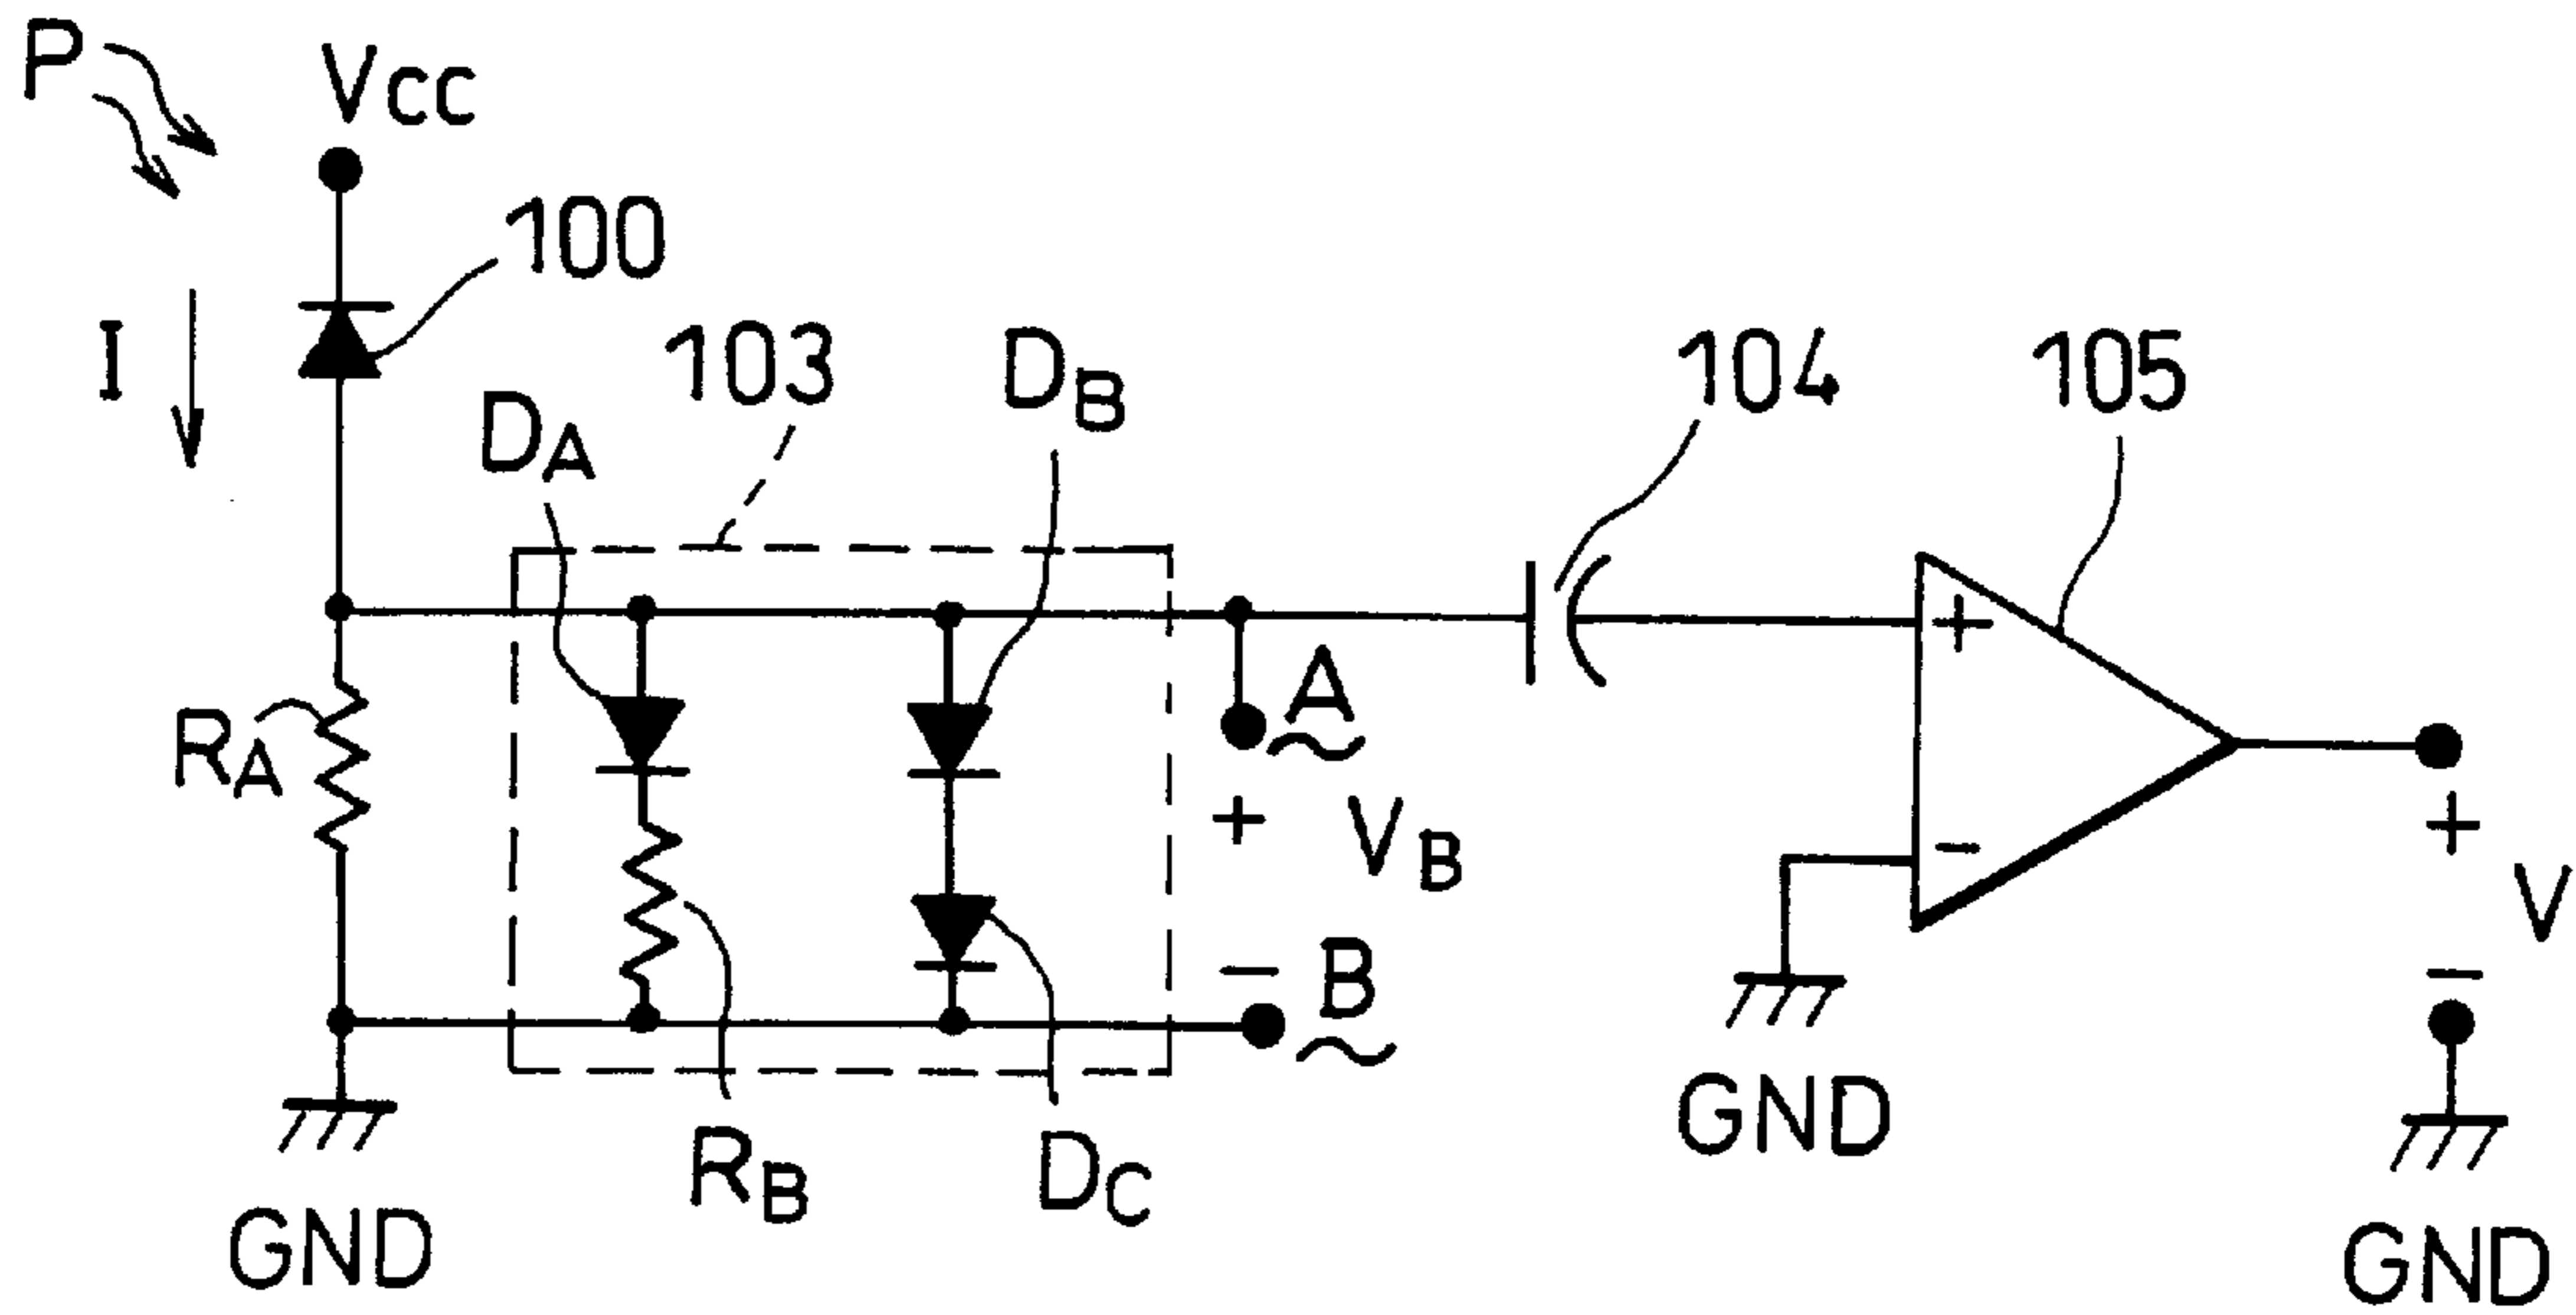 P
Vcc
100
I
103
DA
DB
104
105
RA
A
+
-
+
VB
+
V
-
B
-
GND
RB
DC
GND
GND